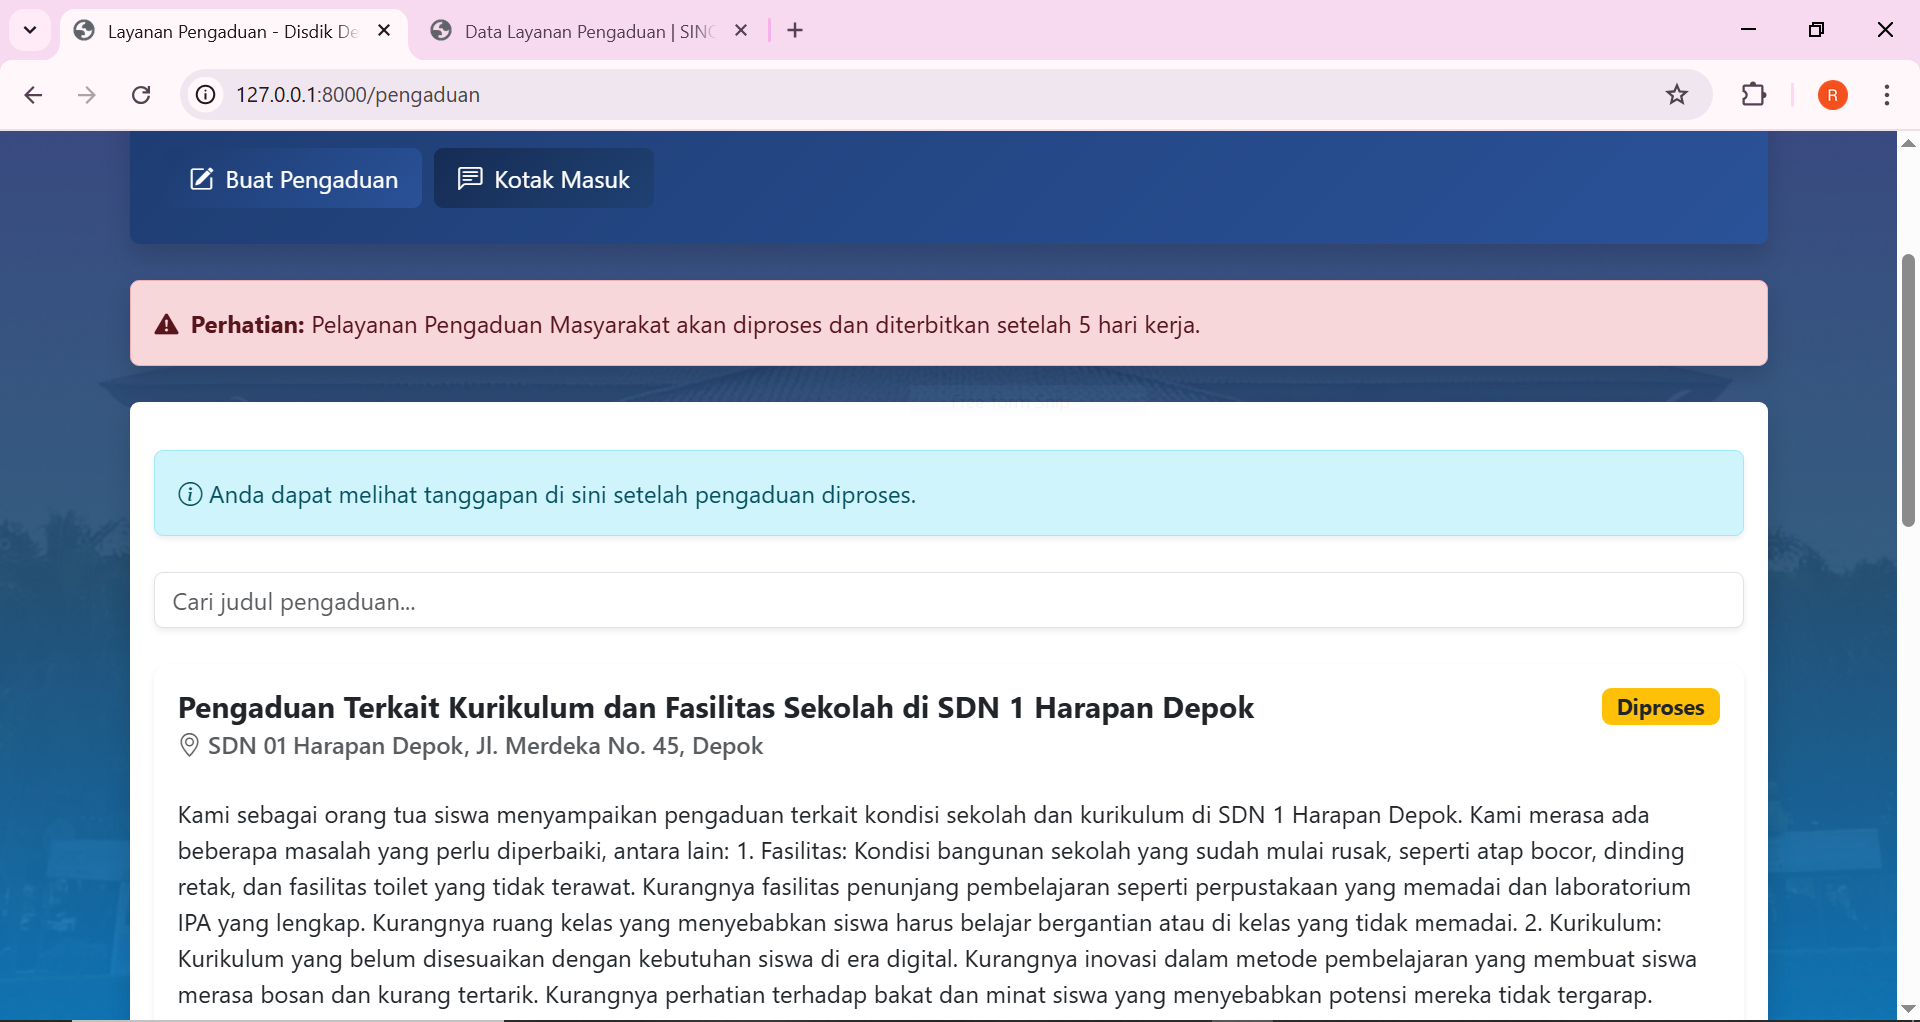 Layanan Pengaduan - Disdik De
Data Layanan Pengaduan | SING
127.0.0.1:8000/pengaduan
R
Buat Pengaduan
Kotak Masuk
Perhatian: Pelayanan Pengaduan Masyarakat akan diproses dan diterbitkan setelah 5 hari kerja.
Free-form Snip
Anda dapat melihat tanggapan di sini setelah pengaduan diproses.
Cari judul pengaduan...
Pengaduan Terkait Kurikulum dan Fasilitas Sekolah di SDN 1 Harapan Depok
Diproses
SDN 01 Harapan Depok, Jl. Merdeka No. 45, Depok
Kami sebagai orang tua siswa menyampaikan pengaduan terkait kondisi sekolah dan kurikulum di SDN 1 Harapan Depok. Kami merasa ada
beberapa masalah yang perlu diperbaiki, antara lain: 1. Fasilitas: Kondisi bangunan sekolah yang sudah mulai rusak, seperti atap bocor, dinding
retak, dan fasilitas toilet yang tidak terawat. Kurangnya fasilitas penunjang pembelajaran seperti perpustakaan yang memadai dan laboratorium
IPA yang lengkap. Kurangnya ruang kelas yang menyebabkan siswa harus belajar bergantian atau di kelas yang tidak memadai. 2. Kurikulum:
Kurikulum yang belum disesuaikan dengan kebutuhan siswa di era digital. Kurangnya inovasi dalam metode pembelajaran yang membuat siswa
merasa bosan dan kurang tertarik. Kurangnya perhatian terhadap bakat dan minat siswa yang menyebabkan potensi mereka tidak tergarap.